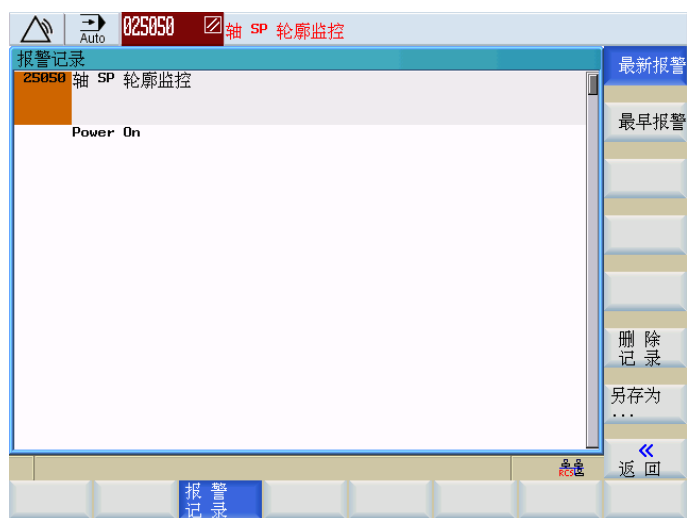 Auto
025050 轴 SP 轮廓监控
报警记录
25050 轴 SP 轮廓监控
Power On
最新报警
最早报警
删 除
记 录
另存为
...
«
返 回
RCS
报 警
记 录